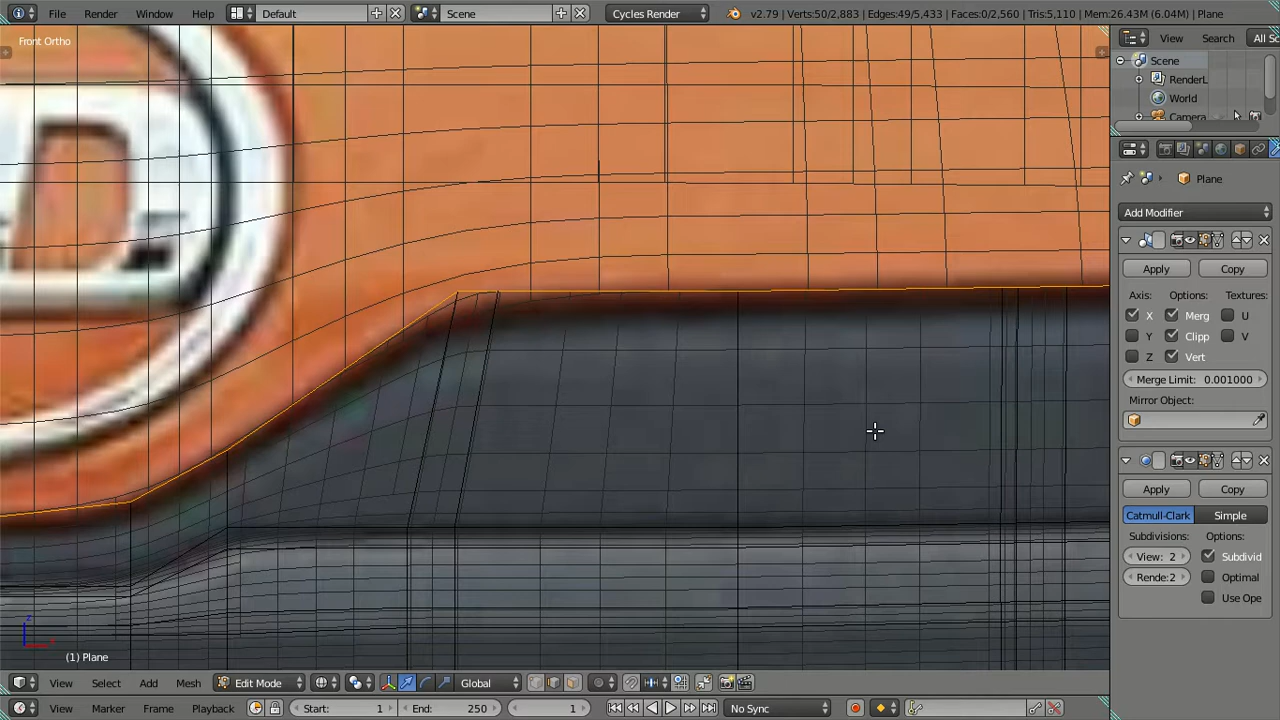 File Render Window Help Default Scene Cycles Render v2.79 | Verts:50/2,883 | Edges:49/5,433 | Faces:0/2,560 | Tris:5,110 | Mem:26.43M (6.04M) | Plane
Front Ortho
View Search All Sc
Scene
RenderL
World
Camera
Plane
Add Modifier
Apply Copy
Axis: Options: Textures:
X Merg U
Y Clipp V
Z Vert
Merge Limit: 0.001000
Mirror Object:
Apply Copy
Catmull-Clark Simple
Subdivisions: Options:
View: 2 Subdivid
Rende:2 Optimal
Use Ope
z
x
(1) Plane
View Select Add Mesh Edit Mode Global
View Marker Frame Playback Start: 1 End: 250 1 No Sync